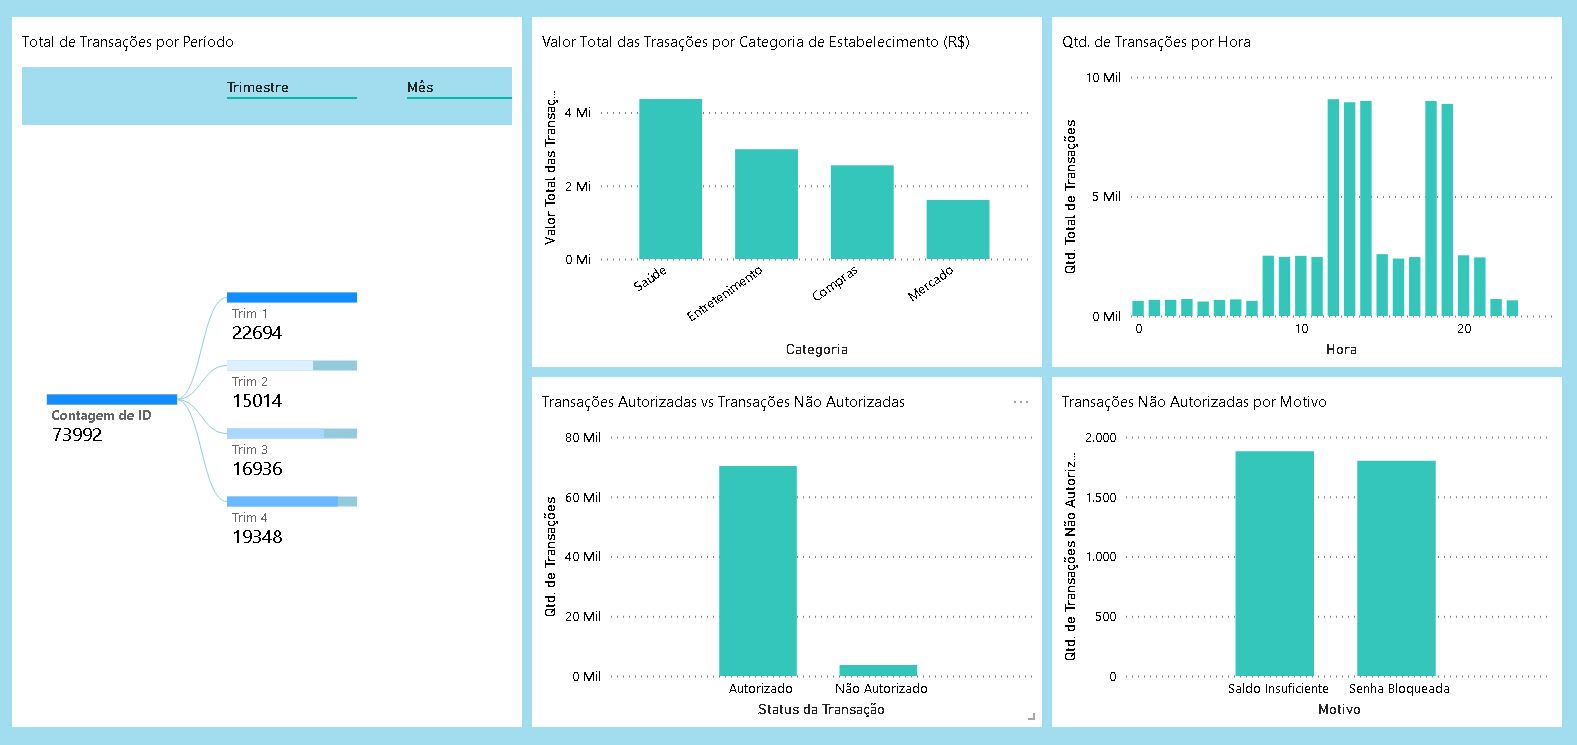 Total de Transações por Período
Trimestre
Mês
Contagem de ID
73992
Trim 1
22694
Trim 2
15014
Trim 3
16936
Trim 4
19348
Valor Total das Trasações por Categoria de Estabelecimento (R$)
Valor Total das Transaç...
4 Mi
2 Mi
0 Mi
Saúde
Entretenimento
Compras
Mercado
Categoria
Qtd. de Transações por Hora
Qtd. Total de Transações
10 Mil
5 Mil
0 Mil
0
10
20
Hora
Transações Autorizadas vs Transações Não Autorizadas
...
Qtd. de Transações
80 Mil
60 Mil
40 Mil
20 Mil
0 Mil
Autorizado
Não Autorizado
Status da Transação
Transações Não Autorizadas por Motivo
Qtd. de Transações Não Autoriz...
2.000
1.500
1.000
500
0
Saldo Insuficiente
Senha Bloqueada
Motivo